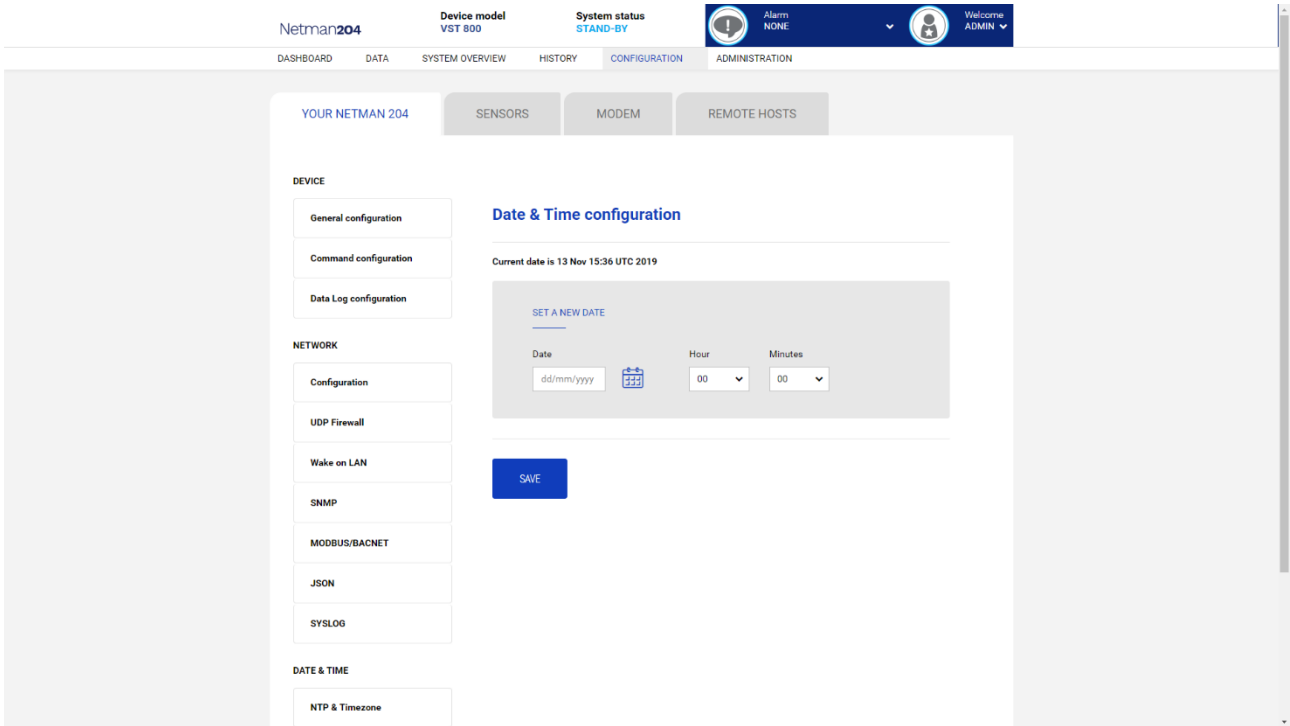 Netman204
Device model
VST 800
System status
STAND-BY
Alarm
NONE
Welcome
ADMIN
DASHBOARD DATA SYSTEM OVERVIEW HISTORY CONFIGURATION ADMINISTRATION
YOUR NETMAN 204 SENSORS MODEM REMOTE HOSTS
DEVICE
General configuration
Command configuration
Data Log configuration
NETWORK
Configuration
UDP Firewall
Wake on LAN
SNMP
MODBUS/BACNET
JSON
SYSLOG
DATE & TIME
NTP & Timezone
Date & Time configuration
Current date is 13 Nov 15:36 UTC 2019
SET A NEW DATE
Date Hour Minutes
dd/mm/yyyy 00 00
SAVE